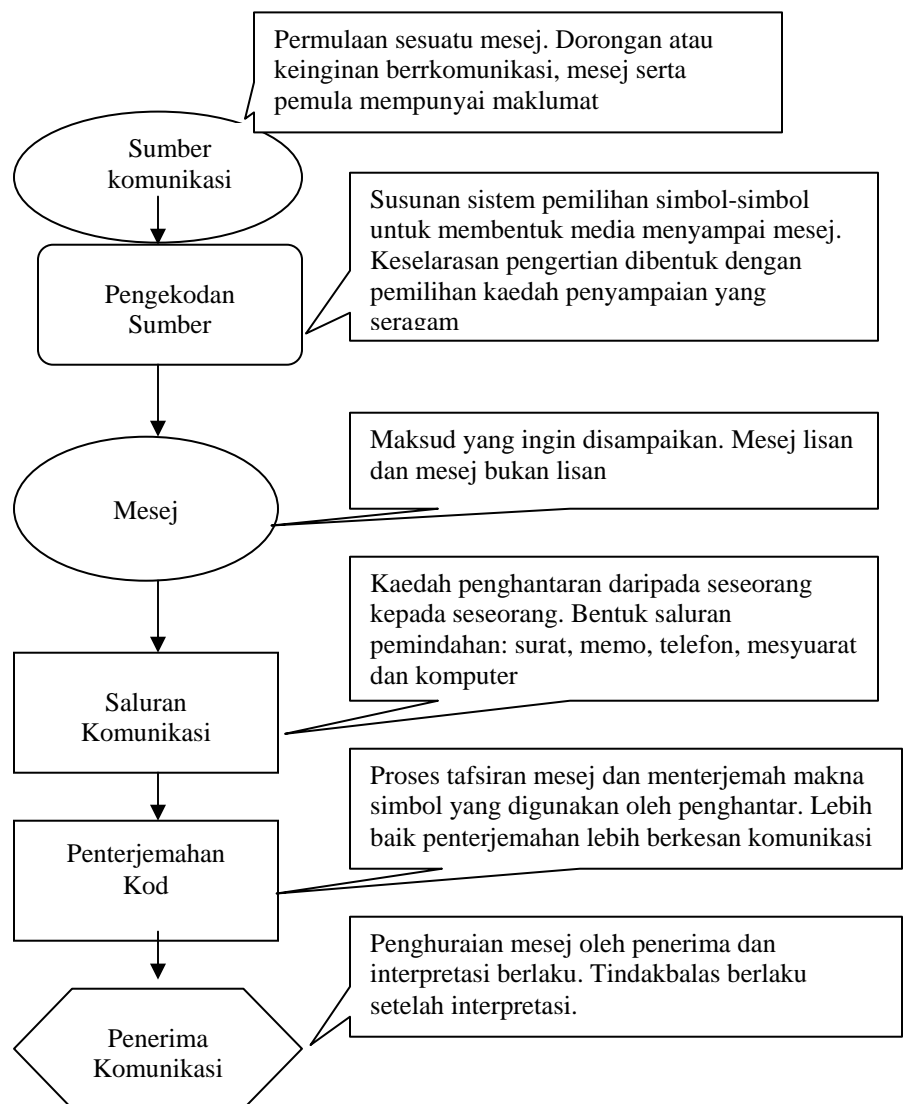 Permulaan sesuatu mesej. Dorongan atau
keinginan berrkomunikasi, mesej serta
pemula mempunyai maklumat
Sumber
komunikasi
Susunan sistem pemilihan simbol-simbol
untuk membentuk media menyampai mesej.
Keselarasan pengertian dibentuk dengan
pemilihan kaedah penyampaian yang
seragam
Pengekodan
Sumber
Maksud yang ingin disampaikan. Mesej lisan
dan mesej bukan lisan
Mesej
Kaedah penghantaran daripada seseorang
kepada seseorang. Bentuk saluran
pemindahan: surat, memo, telefon, mesyuarat
dan komputer
Saluran
Komunikasi
Proses tafsiran mesej dan menterjemah makna
simbol yang digunakan oleh penghantar. Lebih
baik penterjemahan lebih berkesan komunikasi
Penterjemahan
Kod
Penghuraian mesej oleh penerima dan
interpretasi berlaku. Tindakbalas berlaku
setelah interpretasi.
Penerima
Komunikasi